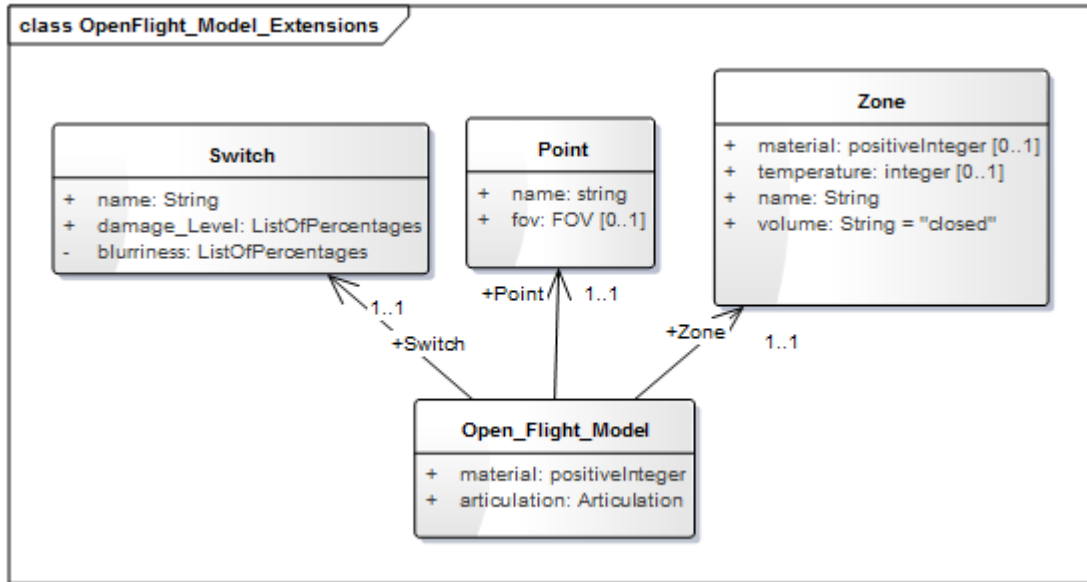 class OpenFlight_Model_Extensions
Switch
+ name: String
+ damage_Level: ListOfPercentages
- blurriness: ListOfPercentages
Point
+ name: string
+ fov: FOV [0..1]
Zone
+ material: positiveInteger [0..1]
+ temperature: integer [0..1]
+ name: String
+ volume: String = "closed"
1..1
+Switch
+Point
1..1
+Zone
1..1
Open_Flight_Model
+ material: positiveInteger
+ articulation: Articulation